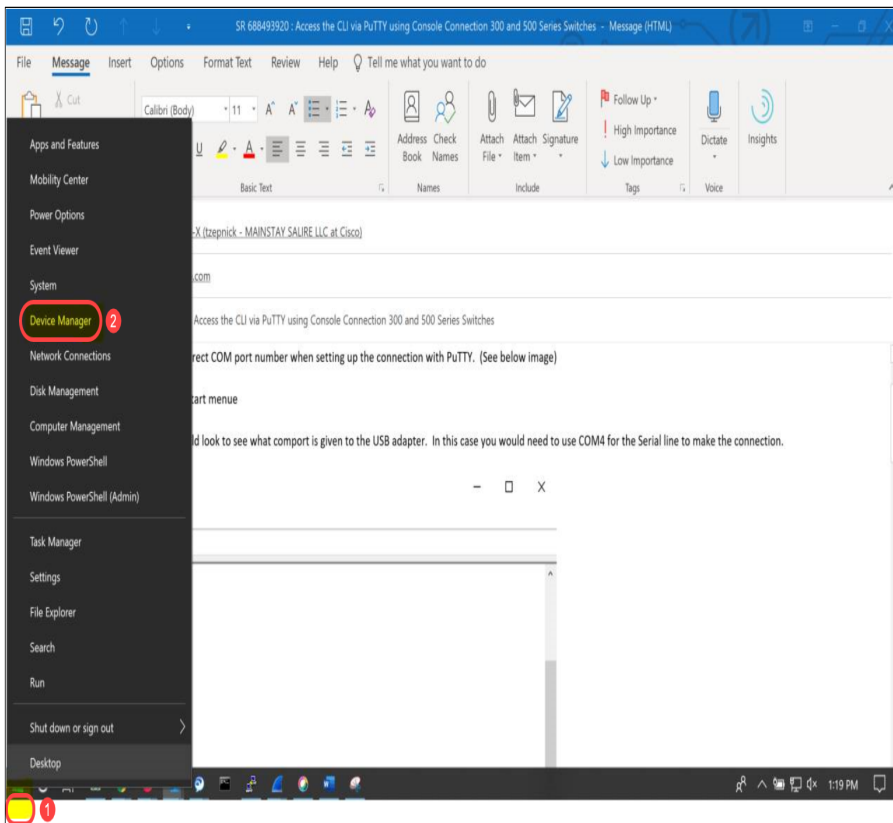 SR 688493920 : Access the CLI via PuTTY using Console Connection 300 and 500 Series Switches - Message (HTML)
File Message Insert Options Format Text Review Help Tell me what you want to do
Cut
Calibri (Body) 11
Address Book
Check Names
Attach File
Attach Item
Signature
Follow Up
High Importance
Low Importance
Dictate
Insights
Basic Text Names Include Tags Voice
Apps and Features
Mobility Center
Power Options
Event Viewer
System
Device Manager 2
Network Connections
Disk Management
Computer Management
Windows PowerShell
Windows PowerShell (Admin)
Task Manager
Settings
File Explorer
Search
Run
Shut down or sign out
Desktop
-X (tzepnick - MAINSTAY SALIRE LLC at Cisco)
.com
Access the CLI via PuTTY using Console Connection 300 and 500 Series Switches
rect COM port number when setting up the connection with PuTTY. (See below image)
tart menue
ld look to see what comport is given to the USB adapter. In this case you would need to use COM4 for the Serial line to make the connection.
1:19 PM
1